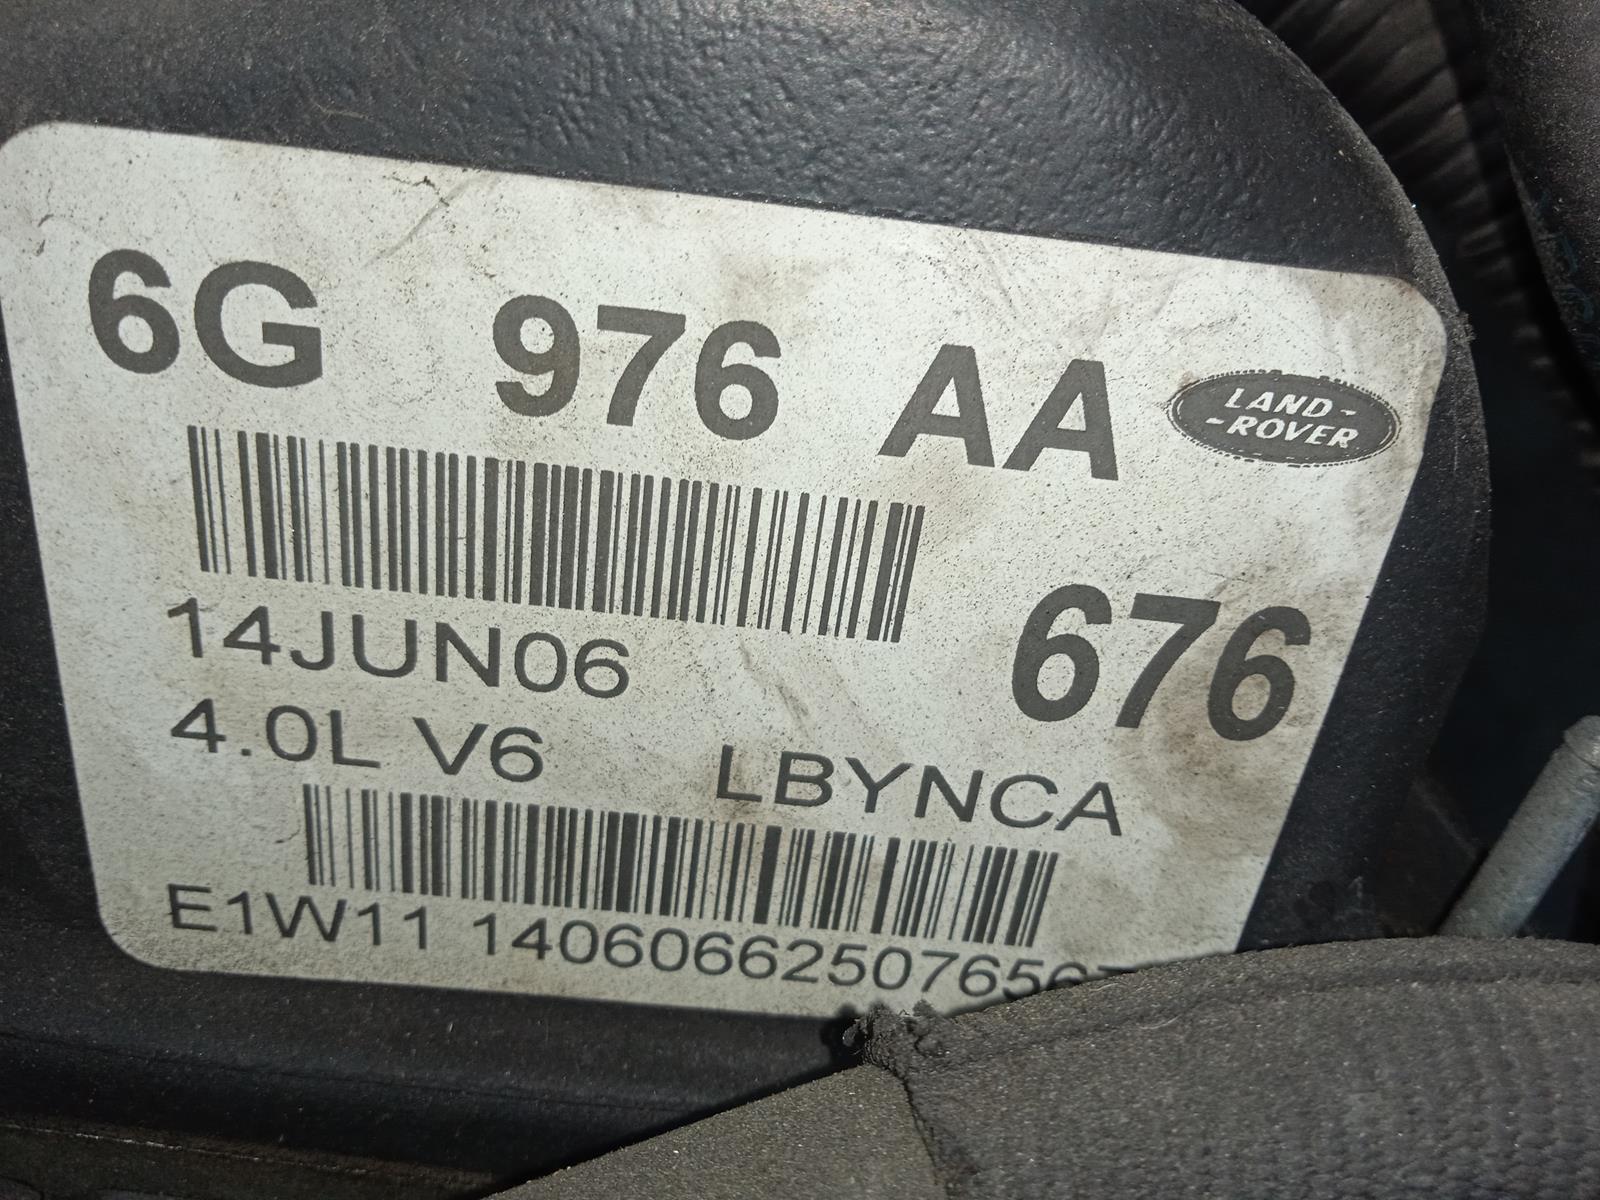 6G 976 AA
LAND-
-ROVER
676
14JUN06
4.0L V6 LBYNCA
E1W11